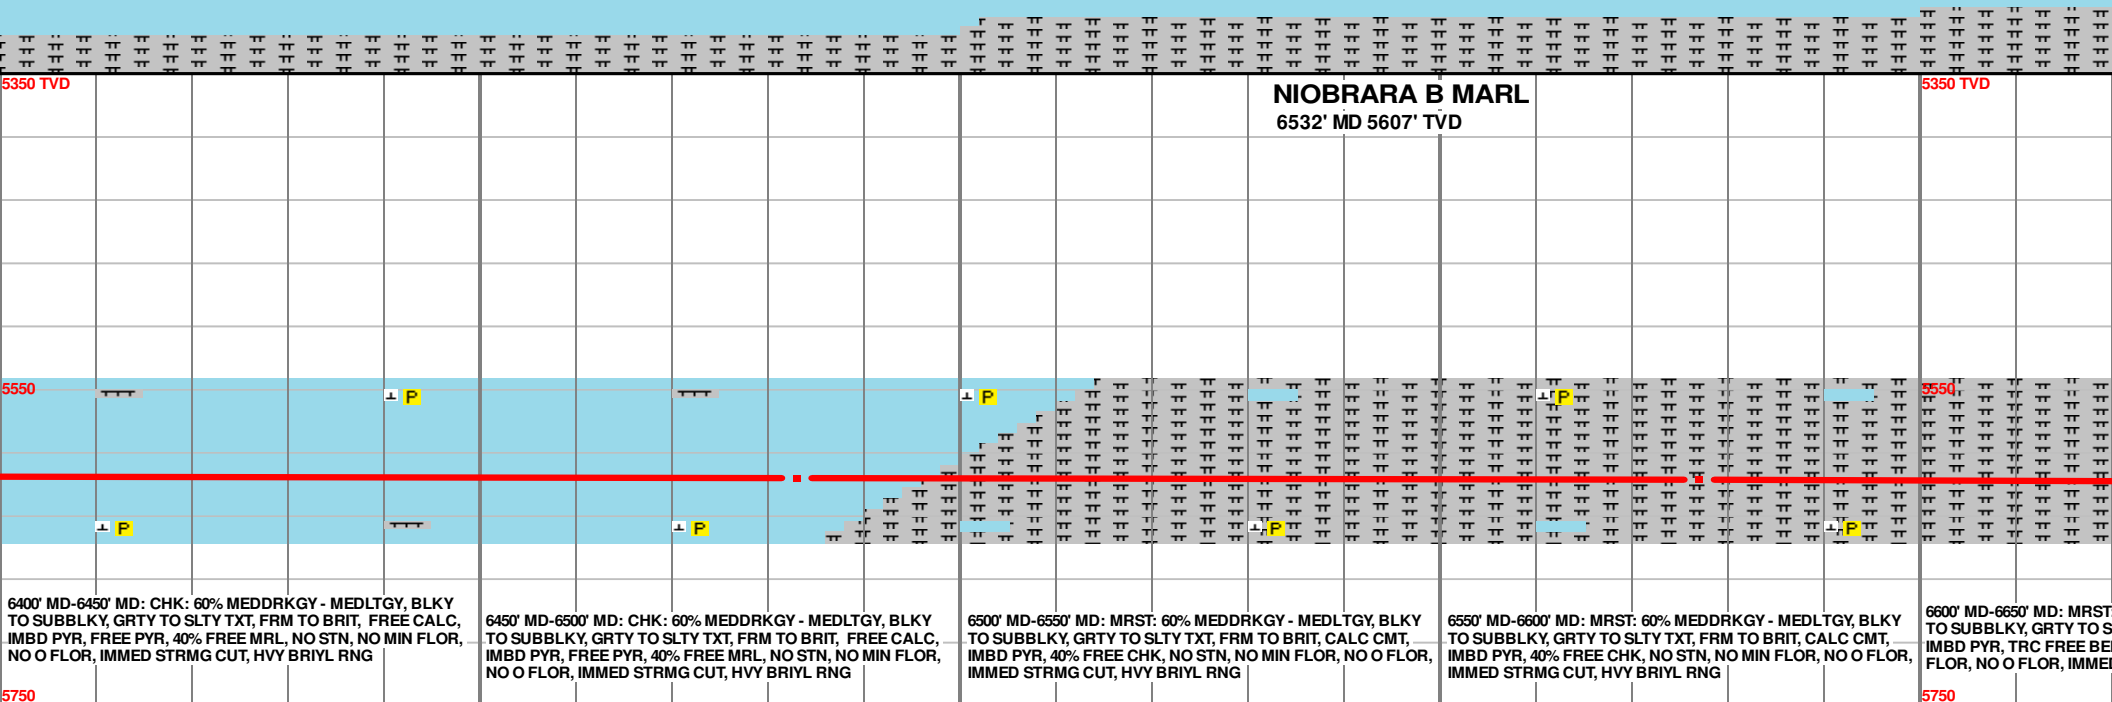 5350 TVD
NIOBRARA B MARL
6532' MD 5607' TVD
5350 TVD
5550
P
P
P
5550
P
P
P
P
6400' MD-6450' MD: CHK: 60% MEDDRKGY - MEDLTGY, BLKY
TO SUBBLKY, GRTY TO SLTY TXT, FRM TO BRIT, FREE CALC,
IMBD PYR, FREE PYR, 40% FREE MRL, NO STN, NO MIN FLOR,
NO O FLOR, IMMED STRMG CUT, HVY BRIYL RNG
6450' MD-6500' MD: CHK: 60% MEDDRKGY - MEDLTGY, BLKY
TO SUBBLKY, GRTY TO SLTY TXT, FRM TO BRIT, FREE CALC,
IMBD PYR, FREE PYR, 40% FREE MRL, NO STN, NO MIN FLOR,
NO O FLOR, IMMED STRMG CUT, HVY BRIYL RNG
6500' MD-6550' MD: MRST: 60% MEDDRKGY - MEDLTGY, BLKY
TO SUBBLKY, GRTY TO SLTY TXT, FRM TO BRIT, CALC CMT,
IMBD PYR, 40% FREE CHK, NO STN, NO MIN FLOR, NO O FLOR,
IMMED STRMG CUT, HVY BRIYL RNG
6550' MD-6600' MD: MRST: 60% MEDDRKGY - MEDLTGY, BLKY
TO SUBBLKY, GRTY TO SLTY TXT, FRM TO BRIT, CALC CMT,
IMBD PYR, 40% FREE CHK, NO STN, NO MIN FLOR, NO O FLOR,
IMMED STRMG CUT, HVY BRIYL RNG
6600' MD-6650' MD: MRST
TO SUBBLKY, GRTY TO S
IMBD PYR, TRC FREE BE
FLOR, NO O FLOR, IMME
5750
5750